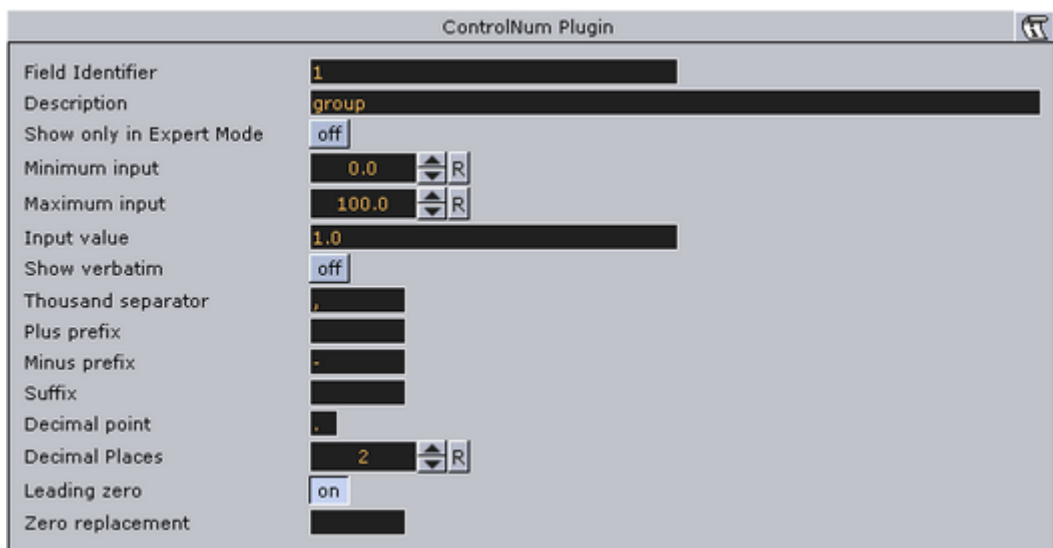 ControlNum Plugin
Field Identifier 1
Description group
Show only in Expert Mode off
Minimum input 0.0 R
Maximum input 100.0 R
Input value 1.0
Show verbatim off
Thousand separator ,
Plus prefix
Minus prefix -
Suffix
Decimal point .
Decimal Places 2 R
Leading zero on
Zero replacement